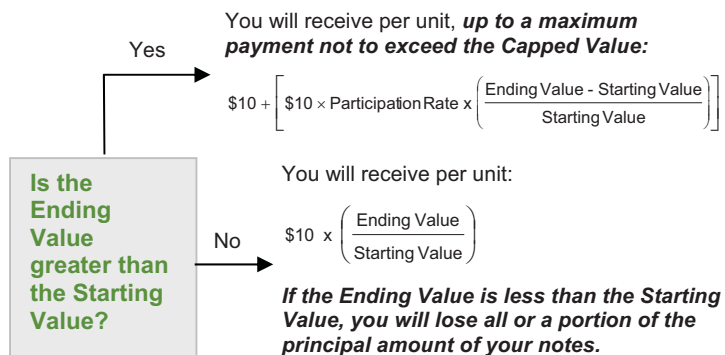 You will receive per unit, up to a maximum
payment not to exceed the Capped Value:
Yes
$10 + [ $10 × Participation Rate x ( Ending Value - Starting Value
Starting Value ) ]
Is the
Ending
Value
greater than
the Starting
Value?
No
You will receive per unit:
$10 x ( Ending Value
Starting Value )
If the Ending Value is less than the Starting
Value, you will lose all or a portion of the
principal amount of your notes.